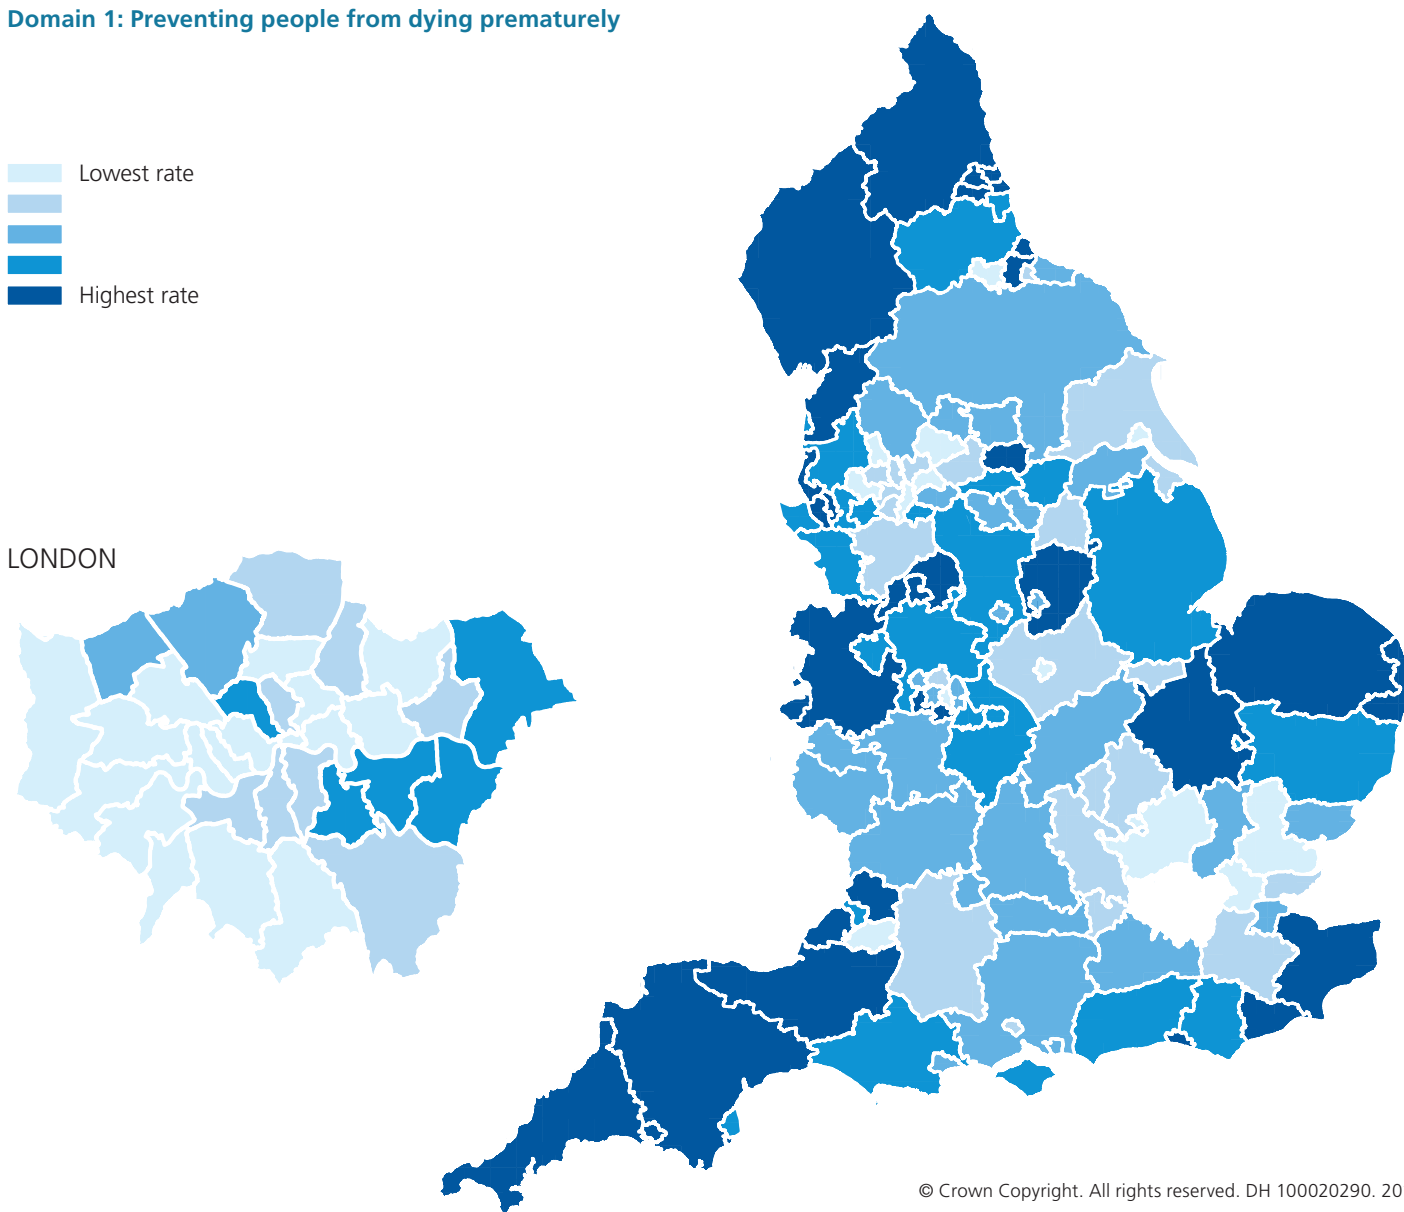 Domain 1: Preventing people from dying prematurely
Lowest rate
Highest rate
LONDON
© Crown Copyright. All rights reserved. DH 100020290. 20